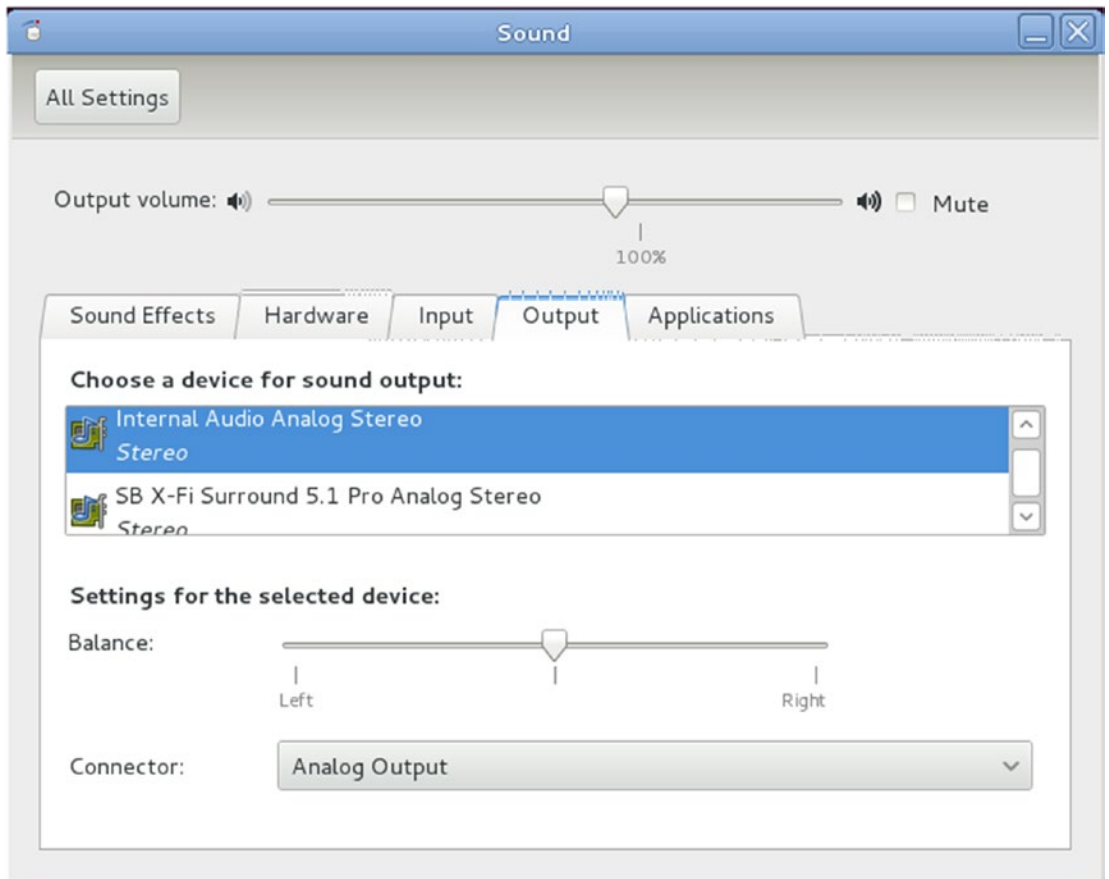 Sound
All Settings
Output volume: Mute
100%
Sound Effects Hardware Input Output Applications
Choose a device for sound output:
Internal Audio Analog Stereo
Stereo
SB X-Fi Surround 5.1 Pro Analog Stereo
Stereo
Settings for the selected device:
Balance:
Left Right
Connector: Analog Output